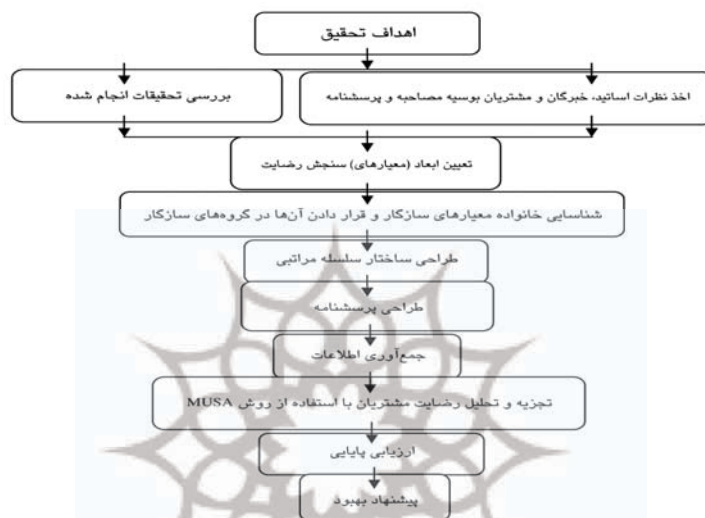 اهداف تحقیق
اخذ نظرات اساتید، خبرگان و مشتریان بوسیه مصاحبه و پرسشنامه
بررسی تحقیقات انجام شده
تعیین ابعاد (معیارهای) سنجش رضایت
شناسایی خانواده معیارهای سازگار و قرار دادن آن‌ها در گروه‌های سازگار
طراحی ساختار سلسله مراتبی
طراحی پرسشنامه
جمع‌آوری اطلاعات
تجزیه و تحلیل رضایت مشتریان با استفاده از روش MUSA
ارزیابی پایایی
پیشنهاد بهبود